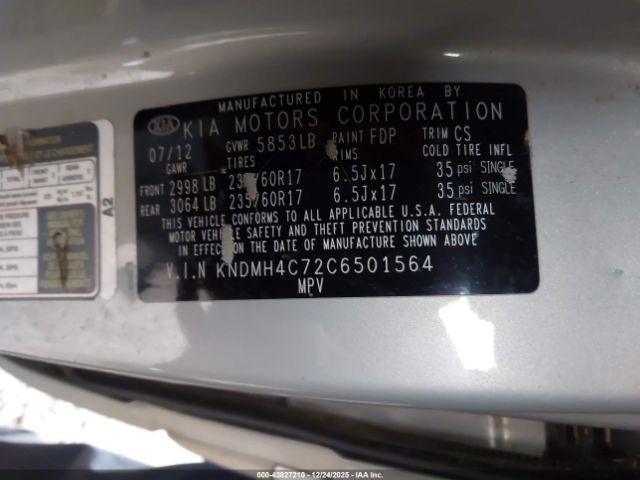 MANUFACTURED IN KOREA BY
KIA KIA MOTORS CORPORATION
07/12 GVWR 5853LB PAINT FDP TRIM CS
GAWR TIRES RIMS COLD TIRE INFL
FRONT 2998 LB 235/60R17 6.5Jx17 35 psi SINGLE
REAR 3064 LB 235/60R17 6.5Jx17 35 psi SINGLE
THIS VEHICLE CONFORMS TO ALL APPLICABLE U.S.A. FEDERAL
MOTOR VEHICLE SAFETY AND THEFT PREVENTION STANDARDS
IN EFFECT ON THE DATE OF MANUFACTURE SHOWN ABOVE
V.I.N KNDMH4C72C6501564
MPV
A2
000-43827210 - 12/24/2025 - IAA Inc.